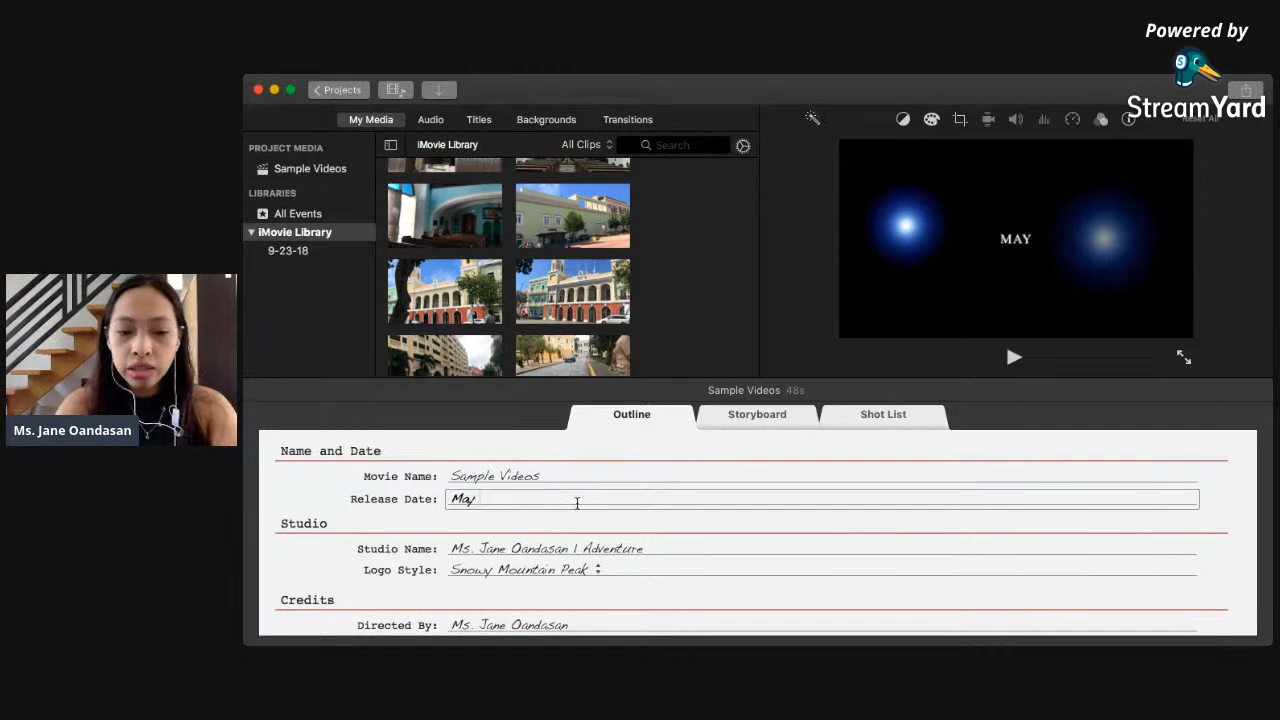 Powered by
StreamYard
Projects
My Media
Audio
Titles
Backgrounds
Transitions
Reset All
PROJECT MEDIA
Sample Videos
LIBRARIES
All Events
iMovie Library
9-23-18
iMovie Library
All Clips
Search
MAY
Ms. Jane Oandasan
Sample Videos 48s
Outline
Storyboard
Shot List
Name and Date
Movie Name: Sample Videos
Release Date: May
Studio
Studio Name: Ms. Jane Oandasan | Adventure
Logo Style: Snowy Mountain Peak
Credits
Directed By: Ms. Jane Oandasan